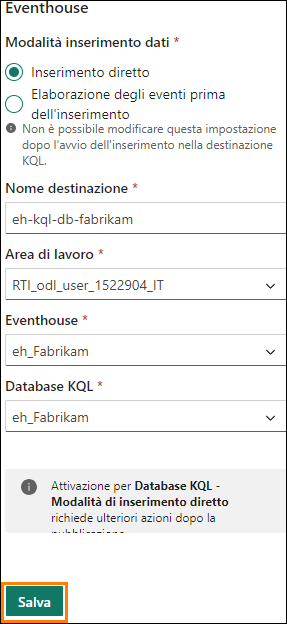 Eventhouse
Modalità inserimento dati *
Inserimento diretto
Elaborazione degli eventi prima
dell'inserimento
Non è possibile modificare questa impostazione
dopo l'avvio dell'inserimento nella destinazione
KQL.
Nome destinazione *
eh-kql-db-fabrikam
Area di lavoro *
RTI_odl_user_1522904_IT
Eventhouse *
eh_Fabrikam
Database KQL *
eh_Fabrikam
Attivazione per Database KQL -
Modalità di inserimento diretto
richiede ulteriori azioni dopo la
pubblicazione
Salva